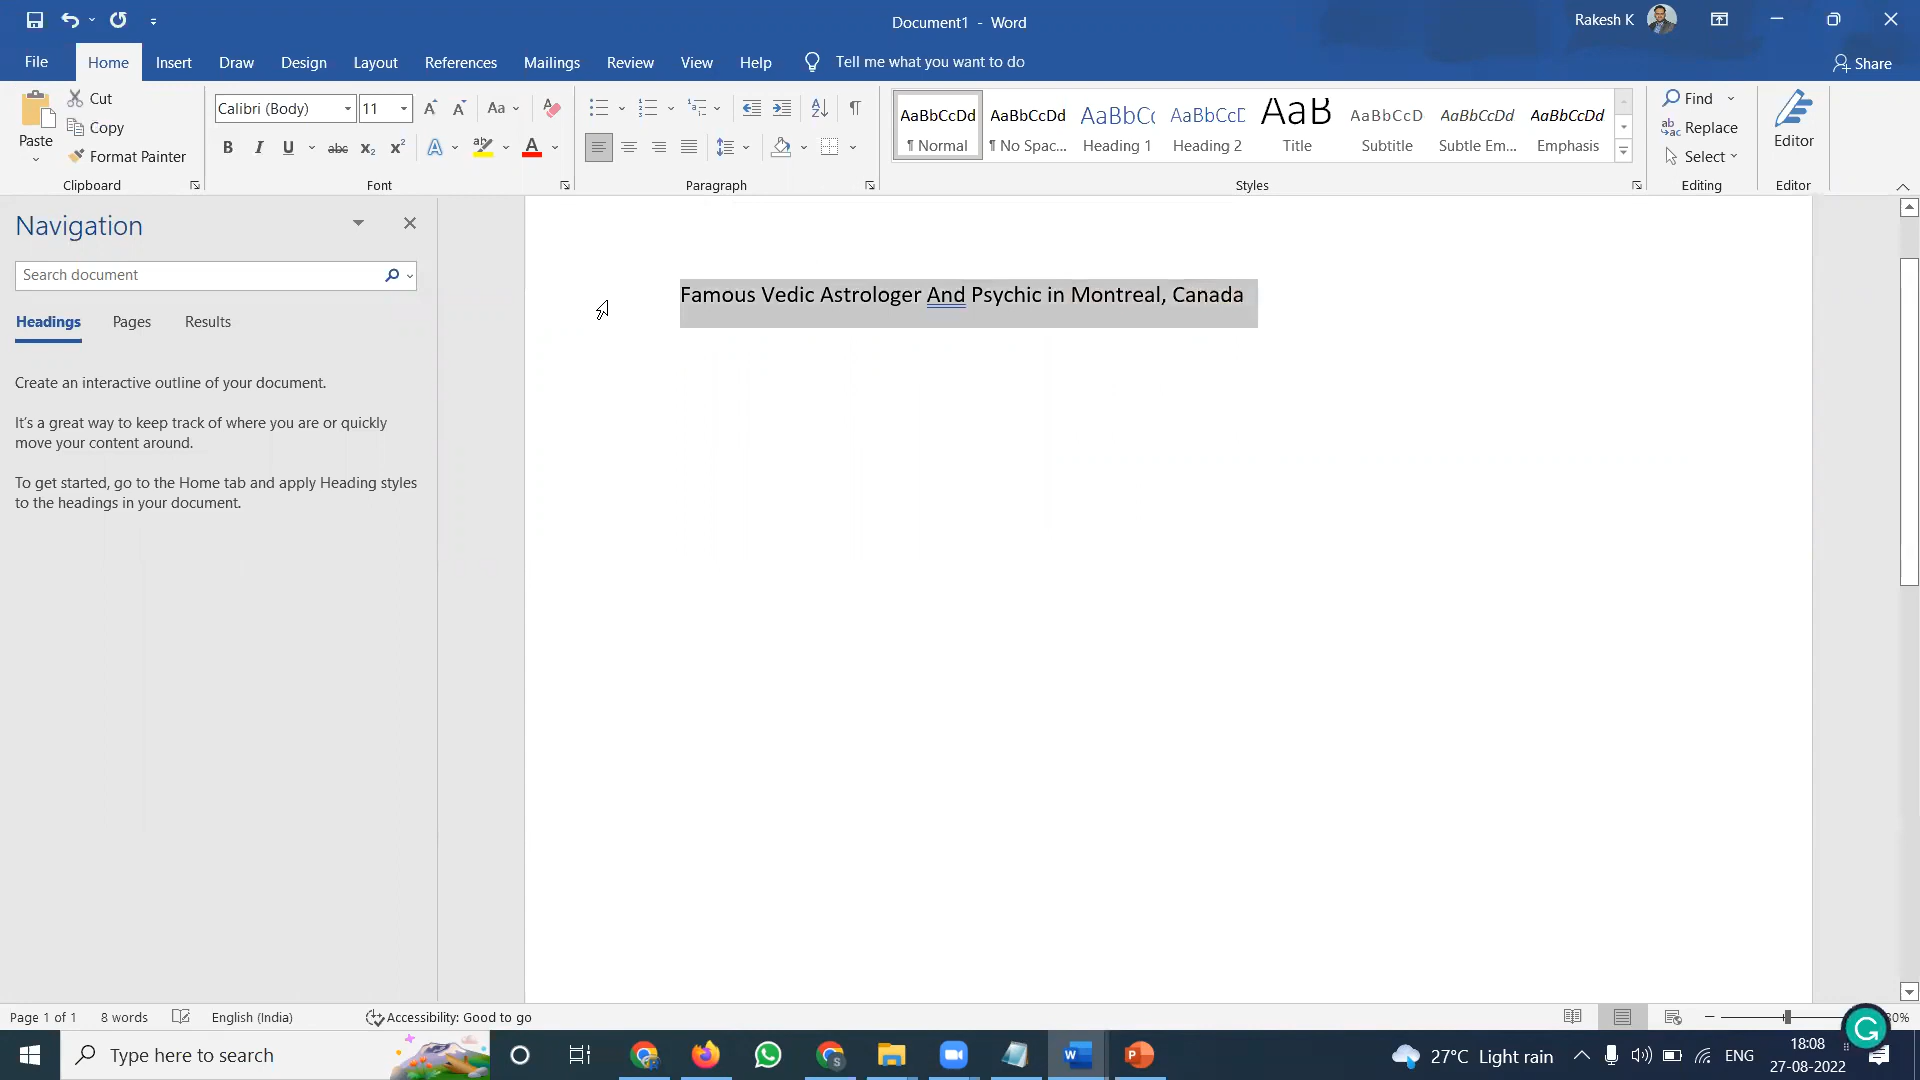 Document1 - Word
Rakesh K
File Home Insert Draw Design Layout References Mailings Review View Help Tell me what you want to do
Share
Paste
Cut
Copy
Format Painter
Clipboard
Calibri (Body) 11
Aa
B I U abc x₂ x² A A
Font
Paragraph
AaBbCcDd AaBbCcDd AaBbCc AaBbCcD AaB AaBbCcD AaBbCcDd AaBbCcDd
¶ Normal ¶ No Spac... Heading 1 Heading 2 Title Subtitle Subtle Em... Emphasis
Styles
Find
Replace
Select
Editing
Editor
Editor
Navigation
Search document
Headings Pages Results
Create an interactive outline of your document.
It's a great way to keep track of where you are or quickly
move your content around.
To get started, go to the Home tab and apply Heading styles
to the headings in your document.
Famous Vedic Astrologer And Psychic in Montreal, Canada
Page 1 of 1 8 words English (India) Accessibility: Good to go
Type here to search
27°C Light rain
ENG
18:08
27-08-2022